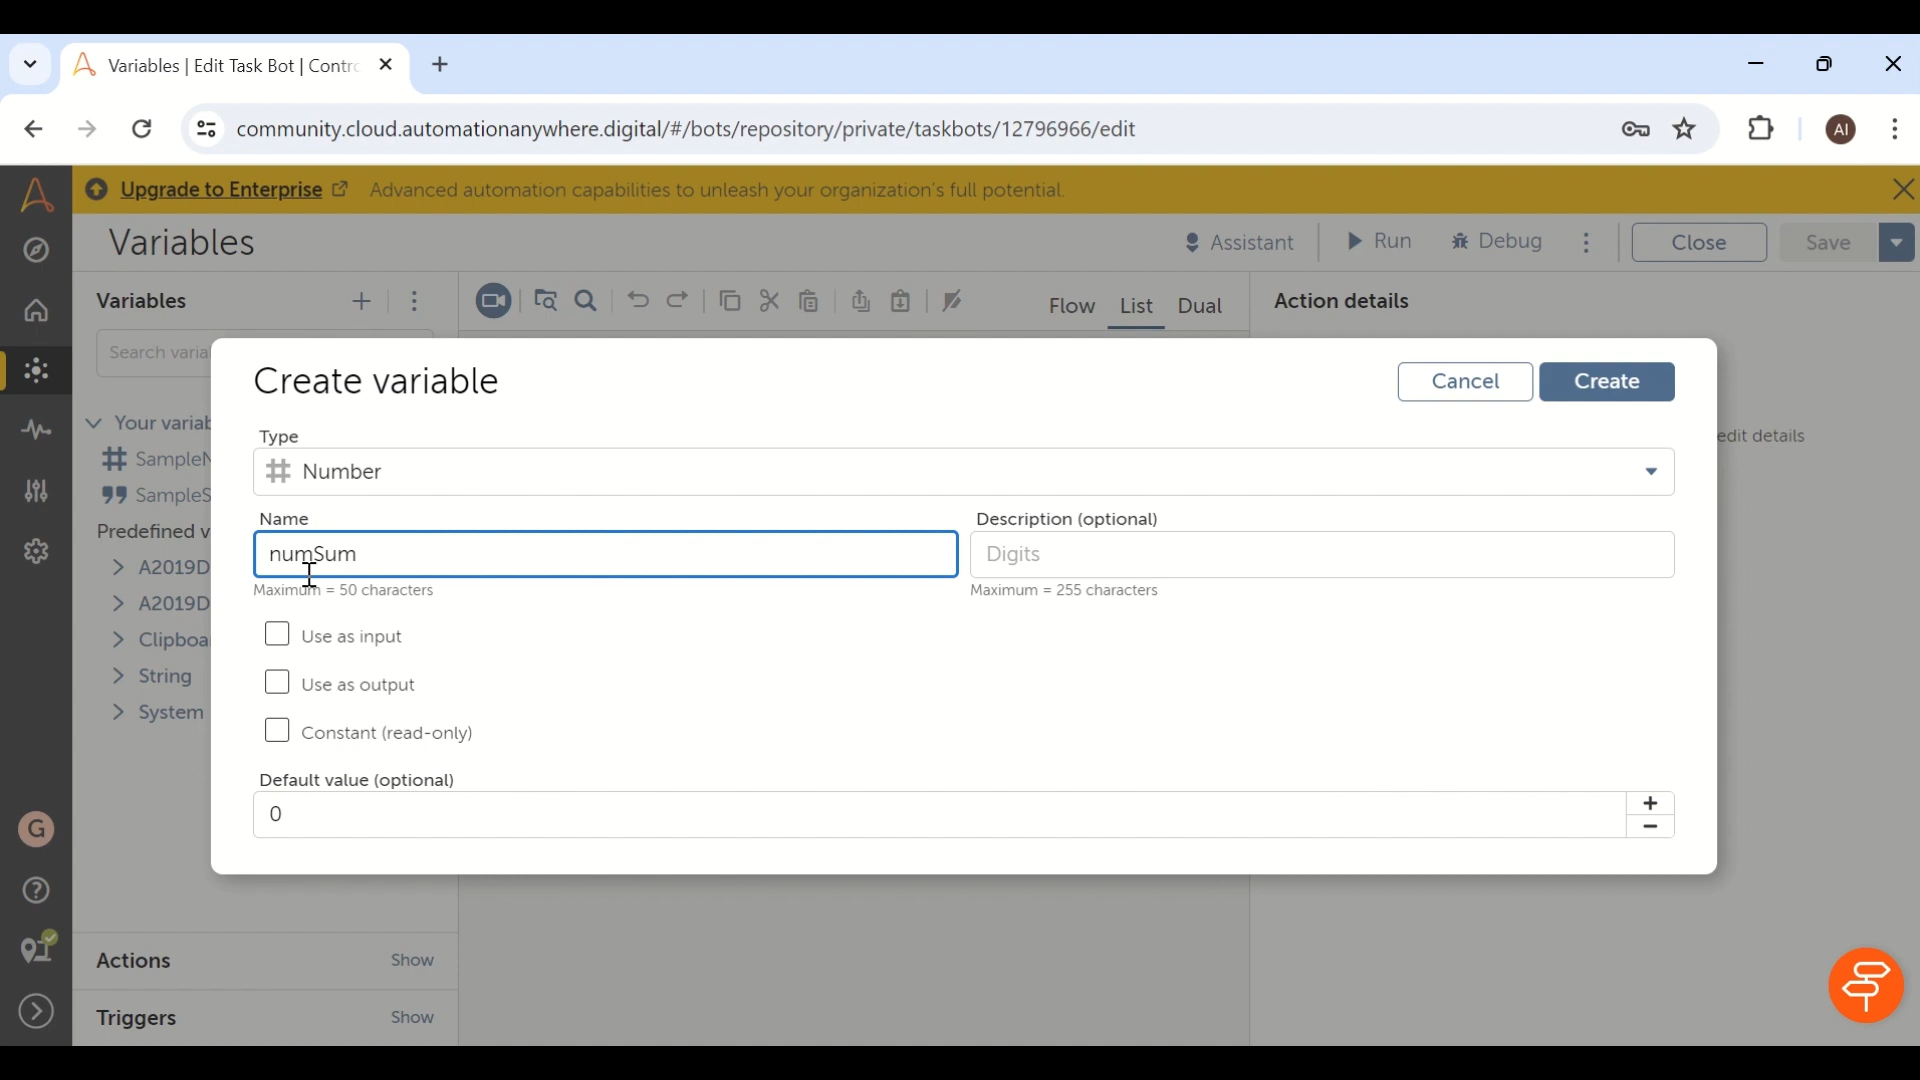 Variables | Edit Task Bot | Contro
community.cloud.automationanywhere.digital/#/bots/repository/private/taskbots/12796966/edit
AI
Upgrade to Enterprise Advanced automation capabilities to unleash your organization's full potential.
Variables
Assistant
Run
Debug
Close
Save
Variables
Flow
List
Dual
Action details
Search varia
Create variable
Cancel
Create
Your variab
edit details
Type
SampleN
Number
SampleS
Name
Description (optional)
Predefined v
numSum
Digits
A2019D
Maximum = 50 characters
Maximum = 255 characters
A2019D
Use as input
Clipboa
String
Use as output
System
Constant (read-only)
Default value (optional)
0
G
Actions
Show
Triggers
Show